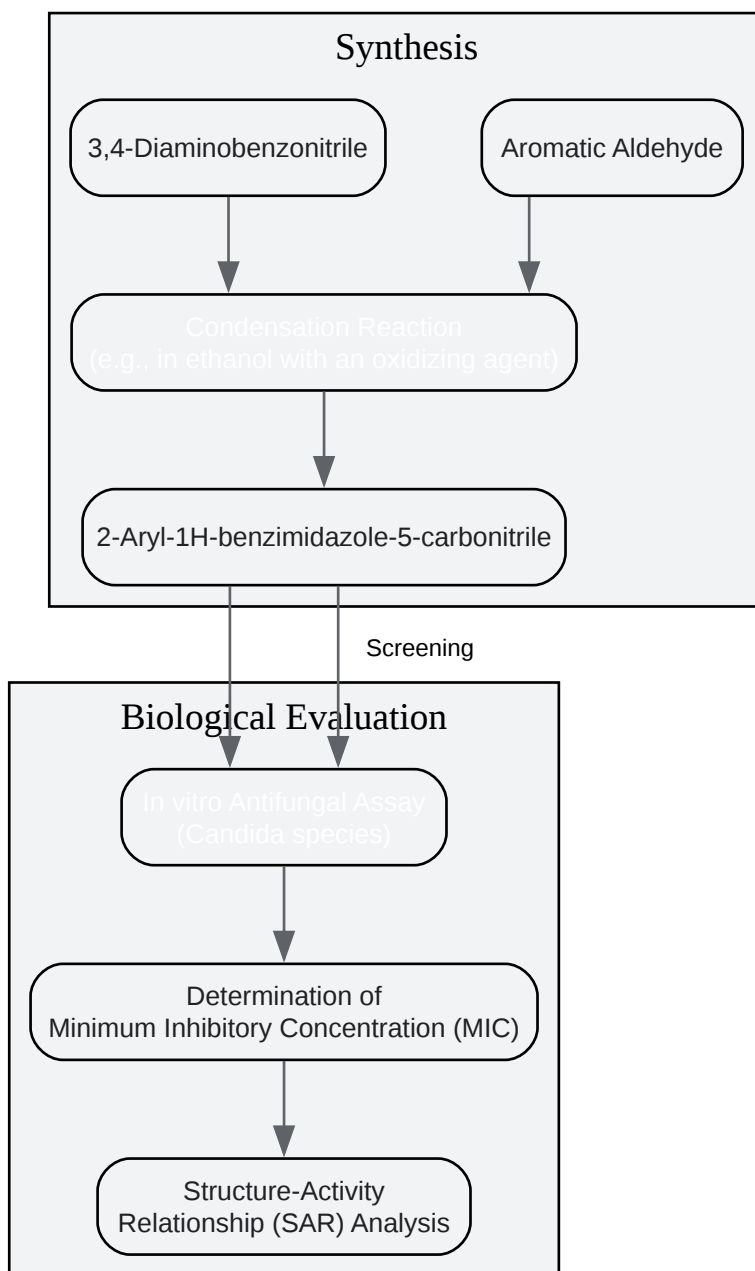 Synthesis
3,4-Diaminobenzonitrile
Aromatic Aldehyde
Condensation Reaction
(e.g., in ethanol with an oxidizing agent)
2-Aryl-1H-benzimidazole-5-carbonitrile
Screening
Biological Evaluation
In vitro Antifungal Assay
(Candida species)
Determination of
Minimum Inhibitory Concentration (MIC)
Structure-Activity
Relationship (SAR) Analysis